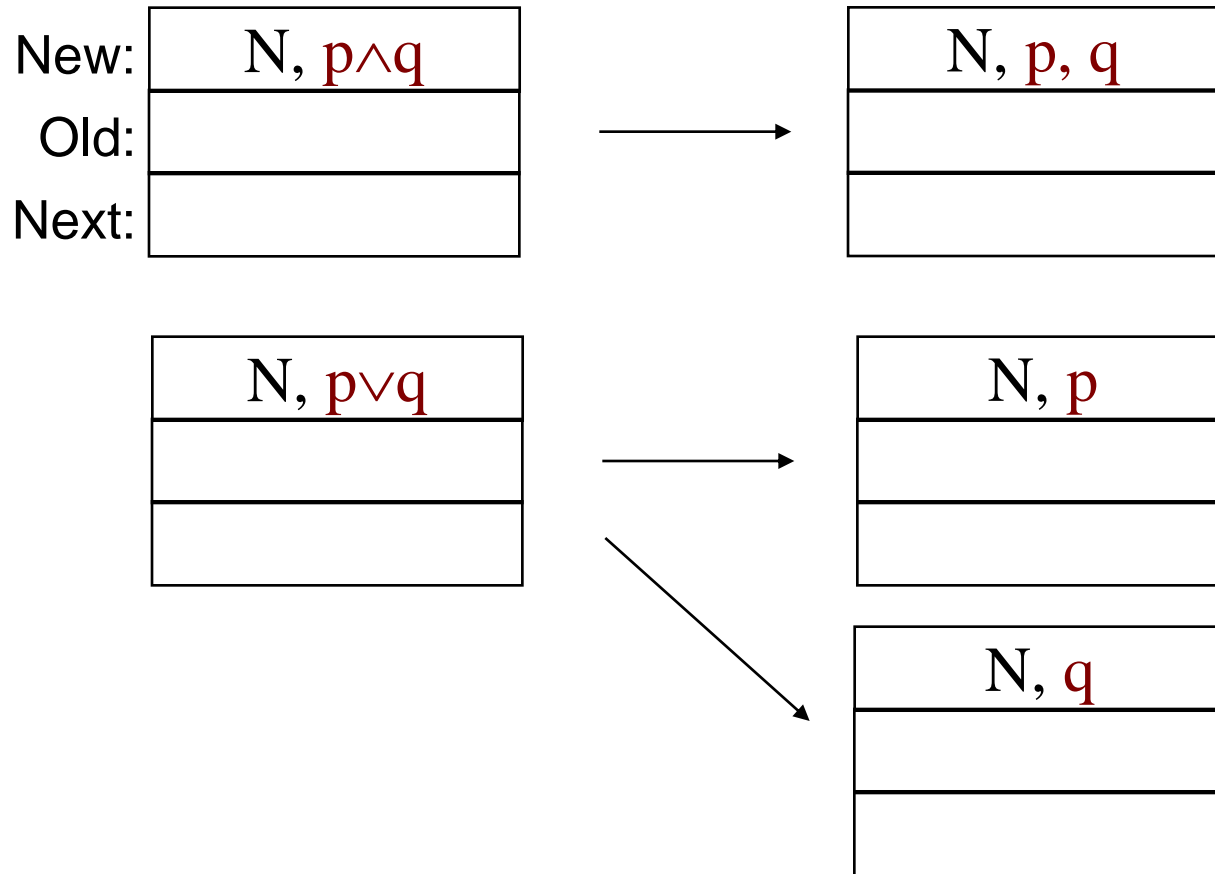 New: N, p∧q N, p, q
Old:
Next:
N, p∨q N, p
N, q